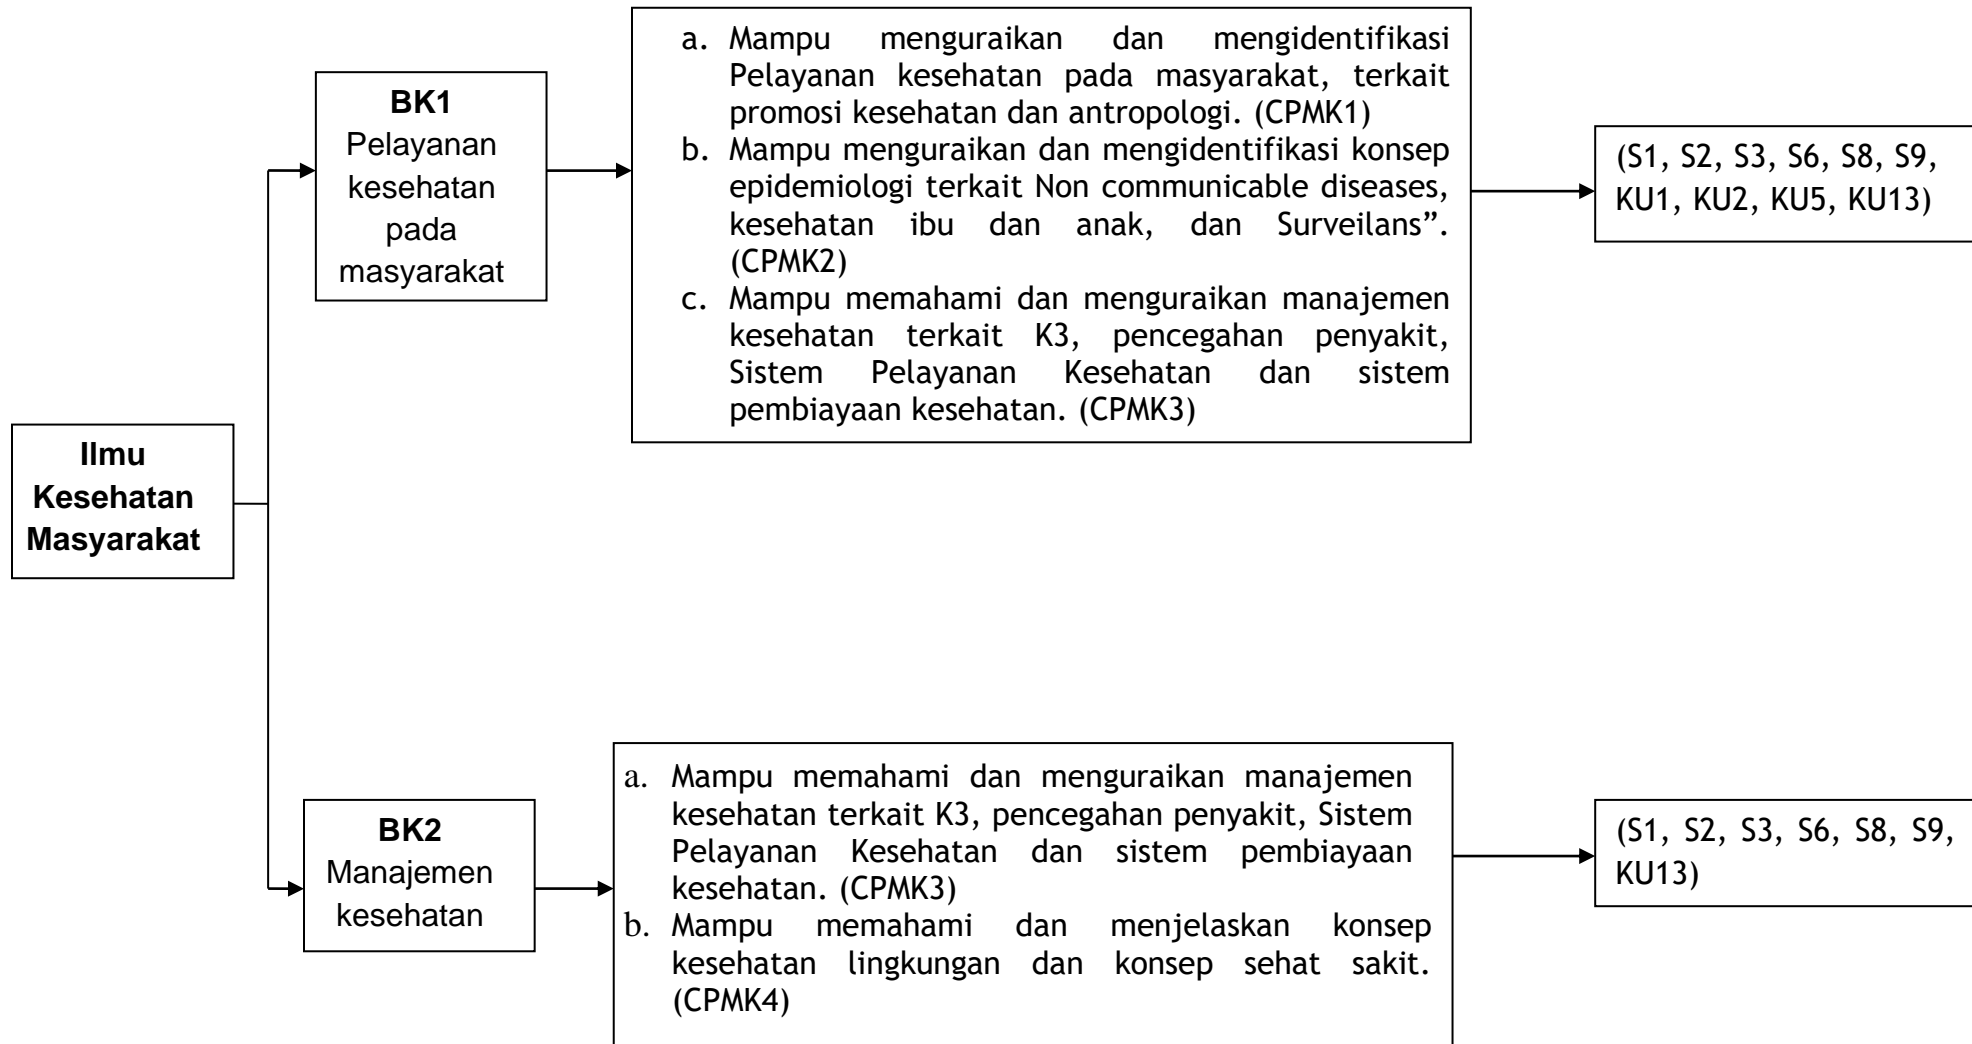 Ilmu
Kesehatan
Masyarakat
BK1
Pelayanan
kesehatan
pada
masyarakat
a. Mampu menguraikan dan mengidentifikasi
Pelayanan kesehatan pada masyarakat, terkait
promosi kesehatan dan antropologi. (CPMK1)
b. Mampu menguraikan dan mengidentifikasi konsep
epidemiologi terkait Non communicable diseases,
kesehatan ibu dan anak, dan Surveilans”.
(CPMK2)
c. Mampu memahami dan menguraikan manajemen
kesehatan terkait K3, pencegahan penyakit,
Sistem Pelayanan Kesehatan dan sistem
pembiayaan kesehatan. (CPMK3)
(S1, S2, S3, S6, S8, S9,
KU1, KU2, KU5, KU13)
BK2
Manajemen
kesehatan
a. Mampu memahami dan menguraikan manajemen
kesehatan terkait K3, pencegahan penyakit, Sistem
Pelayanan Kesehatan dan sistem pembiayaan
kesehatan. (CPMK3)
b. Mampu memahami dan menjelaskan konsep
kesehatan lingkungan dan konsep sehat sakit.
(CPMK4)
(S1, S2, S3, S6, S8, S9,
KU13)